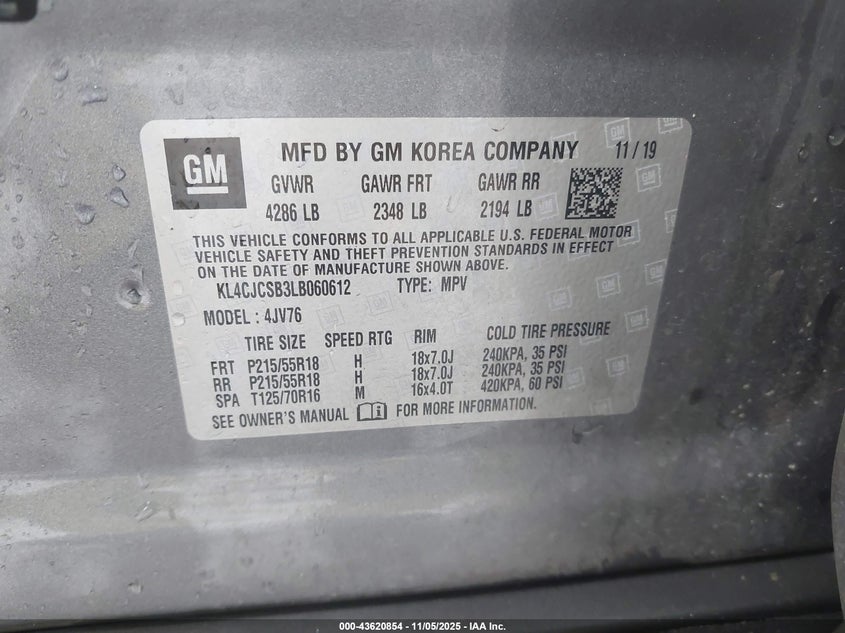 GM MFD BY GM KOREA COMPANY 11/19
GVWR GAWR FRT GAWR RR
4286 LB 2348 LB 2194 LB
THIS VEHICLE CONFORMS TO ALL APPLICABLE U.S. FEDERAL MOTOR
VEHICLE SAFETY AND THEFT PREVENTION STANDARDS IN EFFECT
ON THE DATE OF MANUFACTURE SHOWN ABOVE.
KL4CJCSB3LB060612 TYPE: MPV
MODEL: 4JV76
TIRE SIZE SPEED RTG RIM COLD TIRE PRESSURE
FRT P215/55R18 H 18x7.0J 240KPA, 35 PSI
RR P215/55R18 H 18x7.0J 240KPA, 35 PSI
SPA T125/70R16 M 16x4.0T 420KPA, 60 PSI
SEE OWNER'S MANUAL FOR MORE INFORMATION.
000-43620854 - 11/05/2025 - IAA Inc.